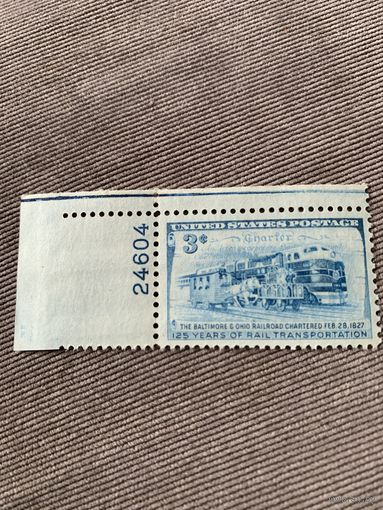 24604
UNITED STATES POSTAGE
3¢
Charter
THE BALTIMORE & OHIO RAILROAD CHARTERED FEB. 28, 1827
125 YEARS OF RAIL TRANSPORTATION